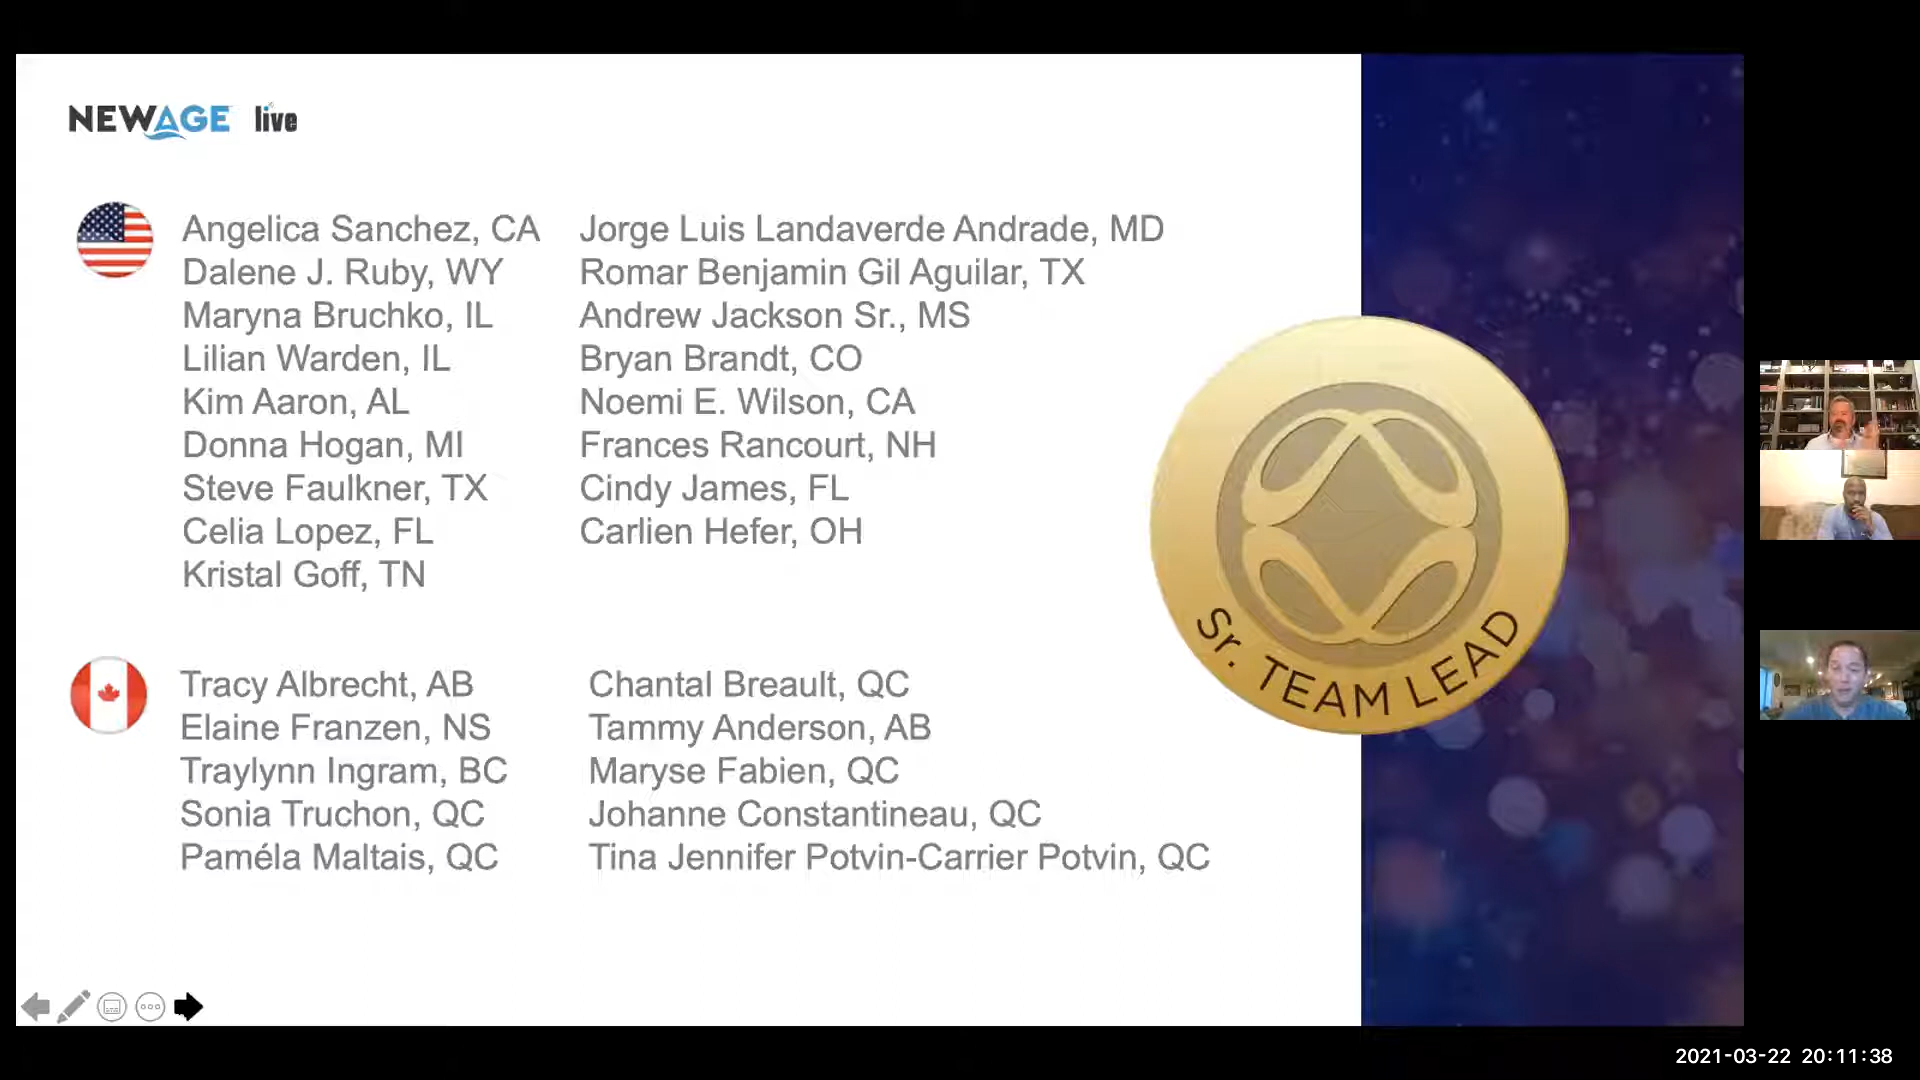 NEWAGE live
Angelica Sanchez, CA
Dalene J. Ruby, WY
Maryna Bruchko, IL
Lilian Warden, IL
Kim Aaron, AL
Donna Hogan, MI
Steve Faulkner, TX
Celia Lopez, FL
Kristal Goff, TN
Jorge Luis Landaverde Andrade, MD
Romar Benjamin Gil Aguilar, TX
Andrew Jackson Sr., MS
Bryan Brandt, CO
Noemi E. Wilson, CA
Frances Rancourt, NH
Cindy James, FL
Carlien Hefer, OH
Tracy Albrecht, AB
Elaine Franzen, NS
Traylynn Ingram, BC
Sonia Truchon, QC
Paméla Maltais, QC
Chantal Breault, QC
Tammy Anderson, AB
Maryse Fabien, QC
Johanne Constantineau, QC
Tina Jennifer Potvin-Carrier Potvin, QC
Sr. TEAM LEAD
2021-03-22 20:11:38